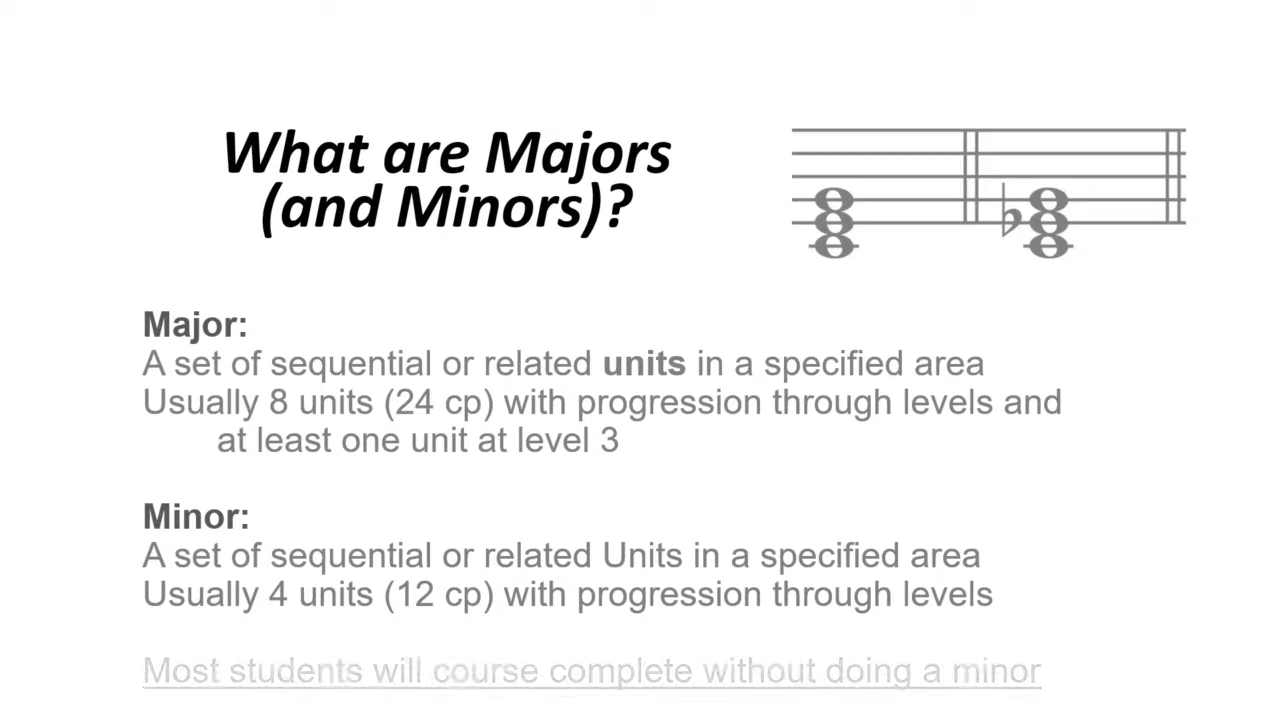 What are Majors
(and Minors)?
Major:
A set of sequential or related units in a specified area
Usually 8 units (24 cp) with progression through levels and
at least one unit at level 3
Minor:
A set of sequential or related Units in a specified area
Usually 4 units (12 cp) with progression through levels
Most students will course complete without doing a minor